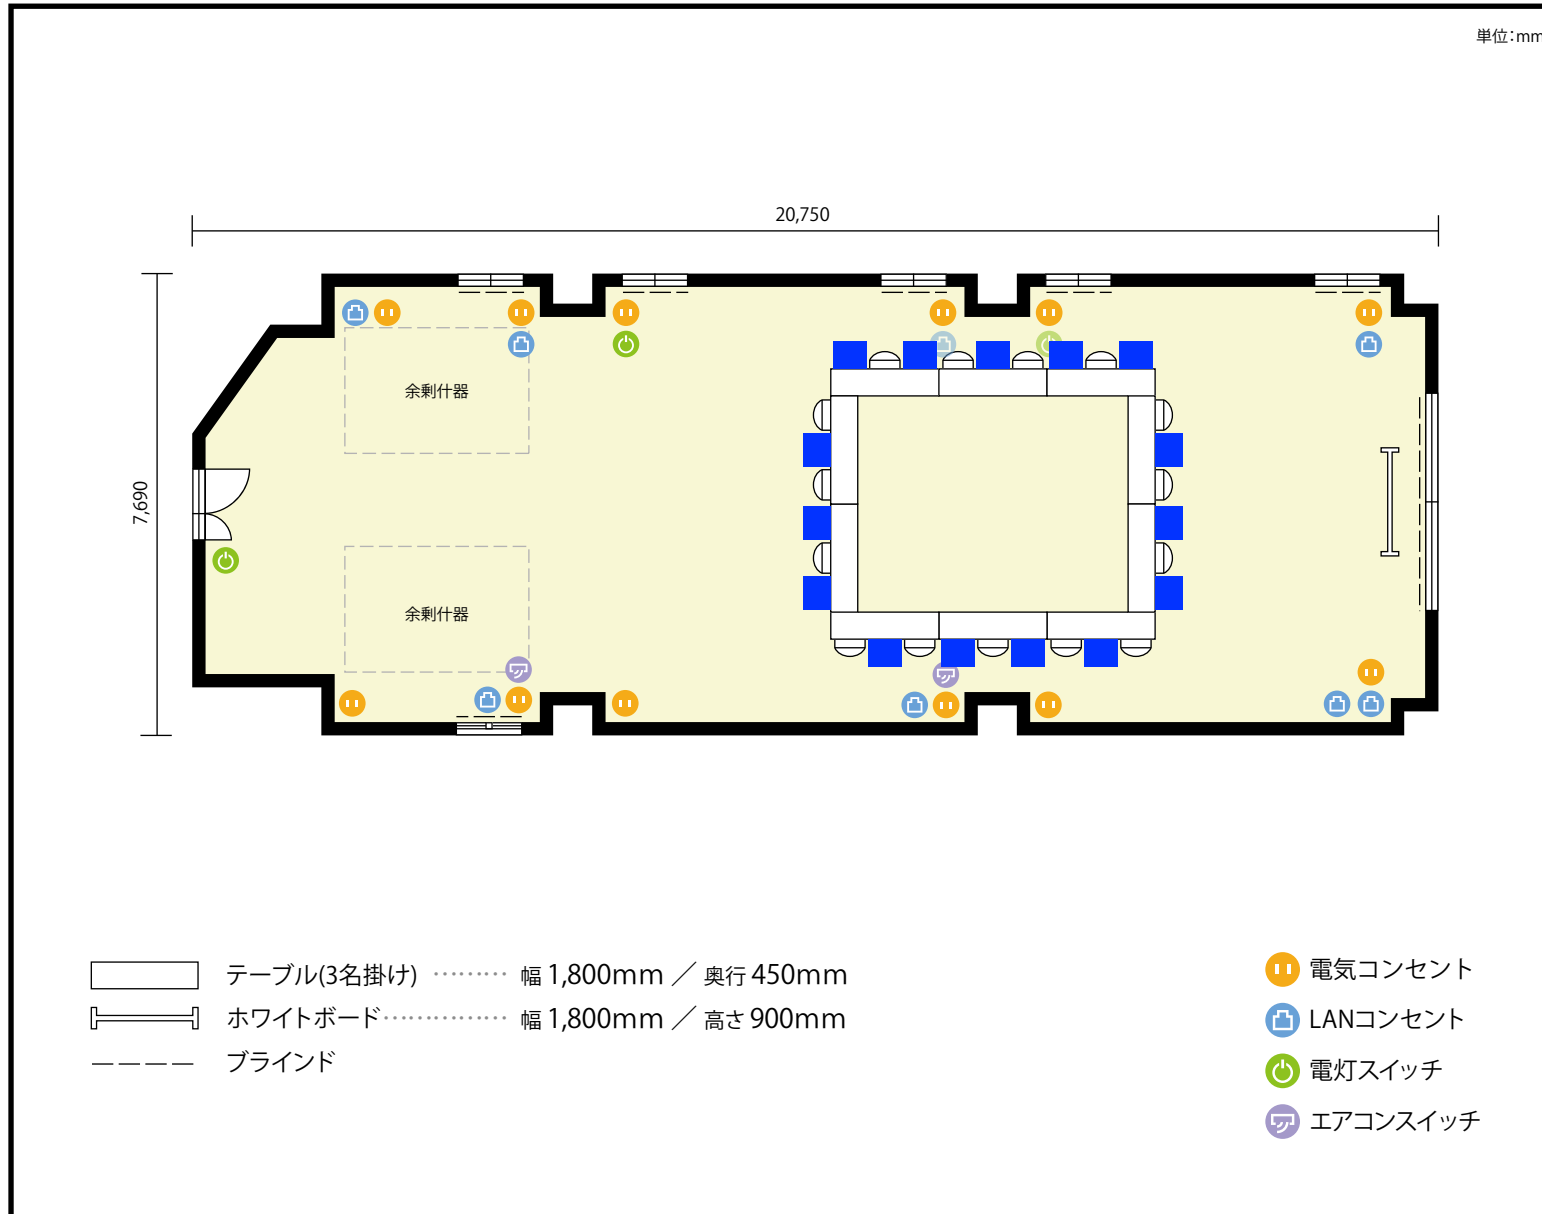 単位:mm
20,750
7,690
余剰什器
余剰什器
テーブル(3名掛け) ……… 幅 1,800mm ／ 奥行 450mm
ホワイトボード…………… 幅 1,800mm ／ 高さ 900mm
ブラインド
電気コンセント
LANコンセント
電灯スイッチ
エアコンスイッチ